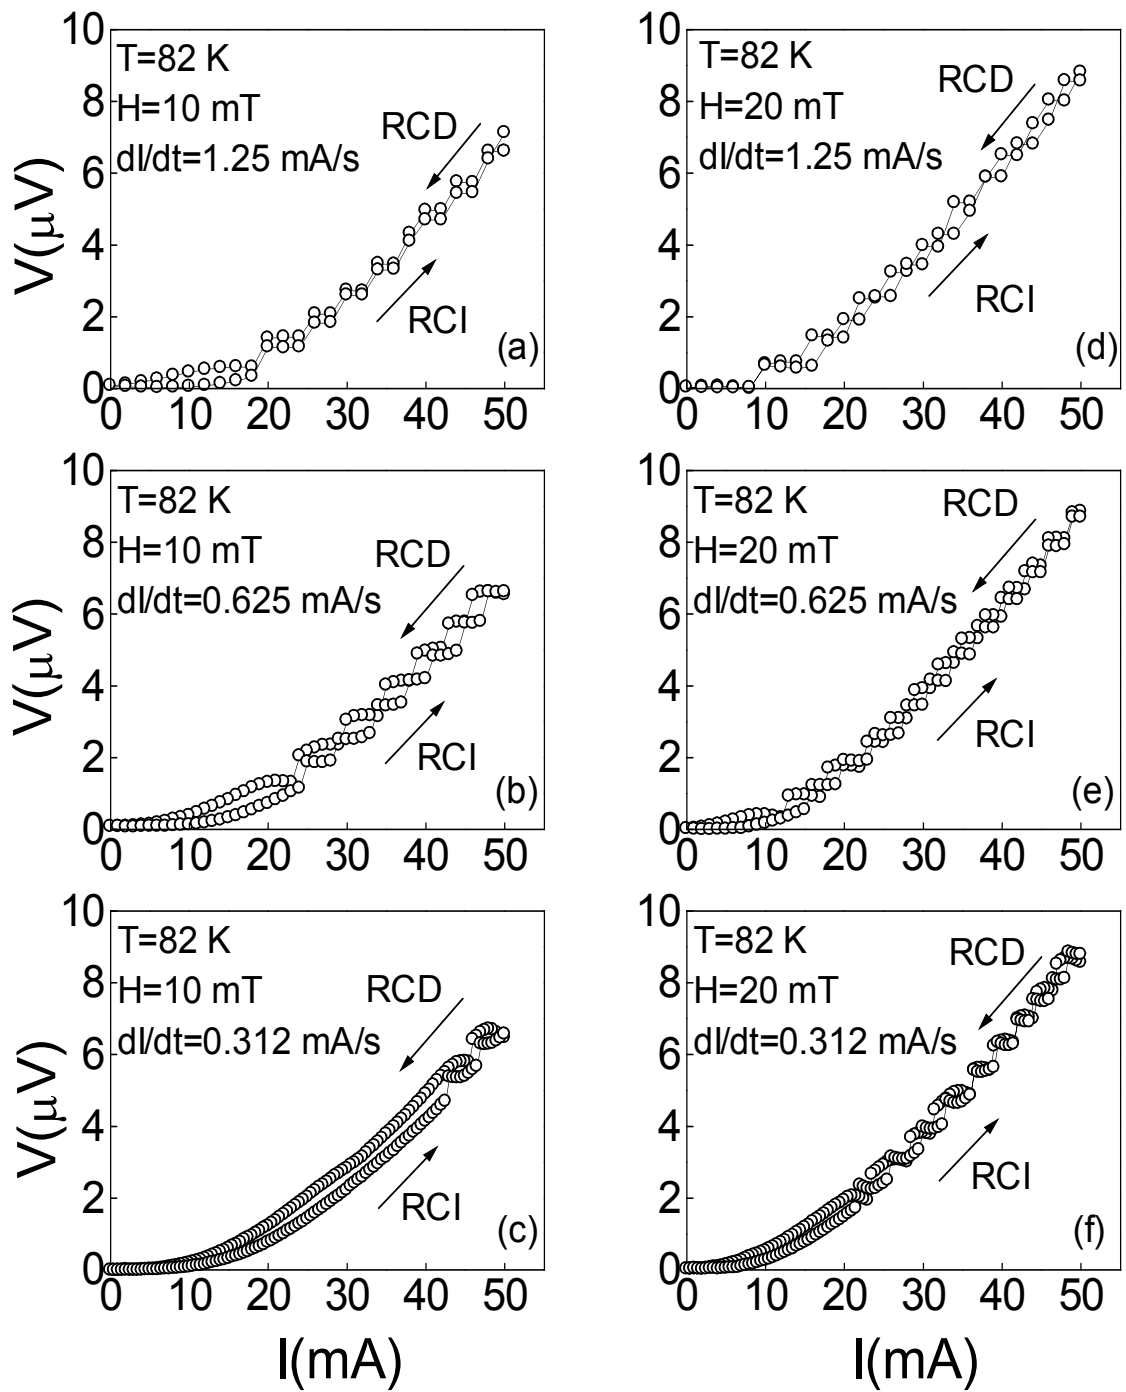 T=82 K
H=10 mT
dI/dt=1.25 mA/s
RCD
RCI
(a)
V(μV)
10
8
6
4
2
0
0 10 20 30 40 50
T=82 K
H=20 mT
dI/dt=1.25 mA/s
RCD
RCI
(d)
10
8
6
4
2
0
0 10 20 30 40 50
T=82 K
H=10 mT
dI/dt=0.625 mA/s
RCD
RCI
(b)
V(μV)
10
8
6
4
2
0
0 10 20 30 40 50
T=82 K
H=20 mT
dI/dt=0.625 mA/s
RCD
RCI
(e)
10
8
6
4
2
0
0 10 20 30 40 50
T=82 K
H=10 mT
dI/dt=0.312 mA/s
RCD
RCI
(c)
V(μV)
10
8
6
4
2
0
0 10 20 30 40 50
I(mA)
T=82 K
H=20 mT
dI/dt=0.312 mA/s
RCD
RCI
(f)
10
8
6
4
2
0
0 10 20 30 40 50
I(mA)